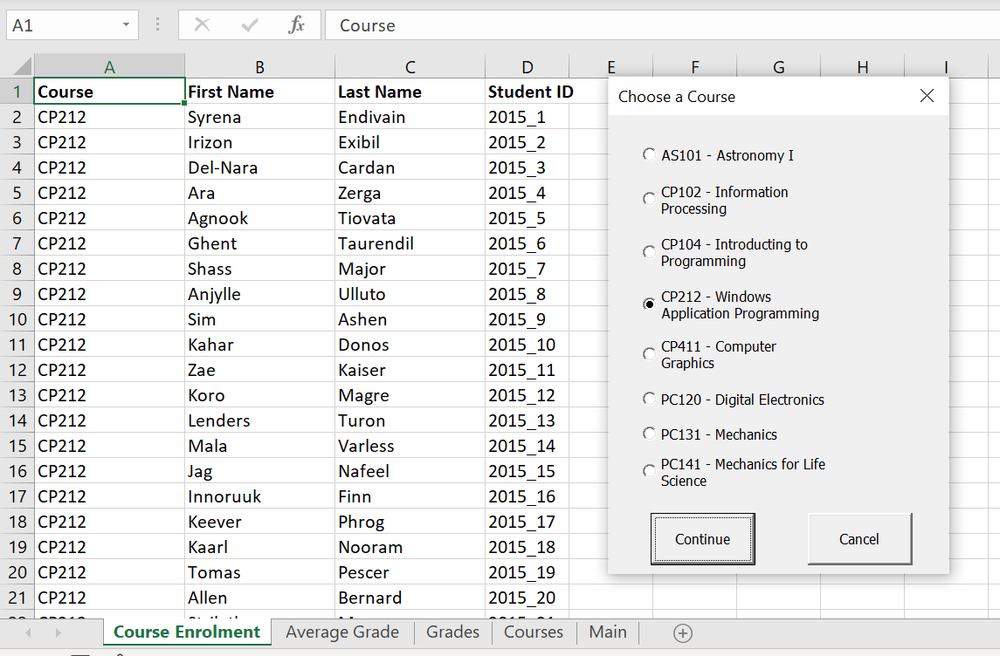 A1 fx Course
A B C D E F G H I
1 Course First Name Last Name Student ID
2 CP212 Syrena Endivain 2015_1
3 CP212 Irizon Exibil 2015_2
4 CP212 Del-Nara Cardan 2015_3
5 CP212 Ara Zerga 2015_4
6 CP212 Agnook Tiovata 2015_5
7 CP212 Ghent Taurendil 2015_6
8 CP212 Shass Major 2015_7
9 CP212 Anjylle Ulluto 2015_8
10 CP212 Sim Ashen 2015_9
11 CP212 Kahar Donos 2015_10
12 CP212 Zae Kaiser 2015_11
13 CP212 Koro Magre 2015_12
14 CP212 Lenders Turon 2015_13
15 CP212 Mala Varless 2015_14
16 CP212 Jag Nafeel 2015_15
17 CP212 Innoruuk Finn 2015_16
18 CP212 Keever Phrog 2015_17
19 CP212 Kaarl Nooram 2015_18
20 CP212 Tomas Pescer 2015_19
21 CP212 Allen Bernard 2015_20
Choose a Course
AS101 - Astronomy I
CP102 - Information
Processing
CP104 - Introducting to
Programming
CP212 - Windows
Application Programming
CP411 - Computer
Graphics
PC120 - Digital Electronics
PC131 - Mechanics
PC141 - Mechanics for Life
Science
Continue Cancel
Course Enrolment Average Grade Grades Courses Main